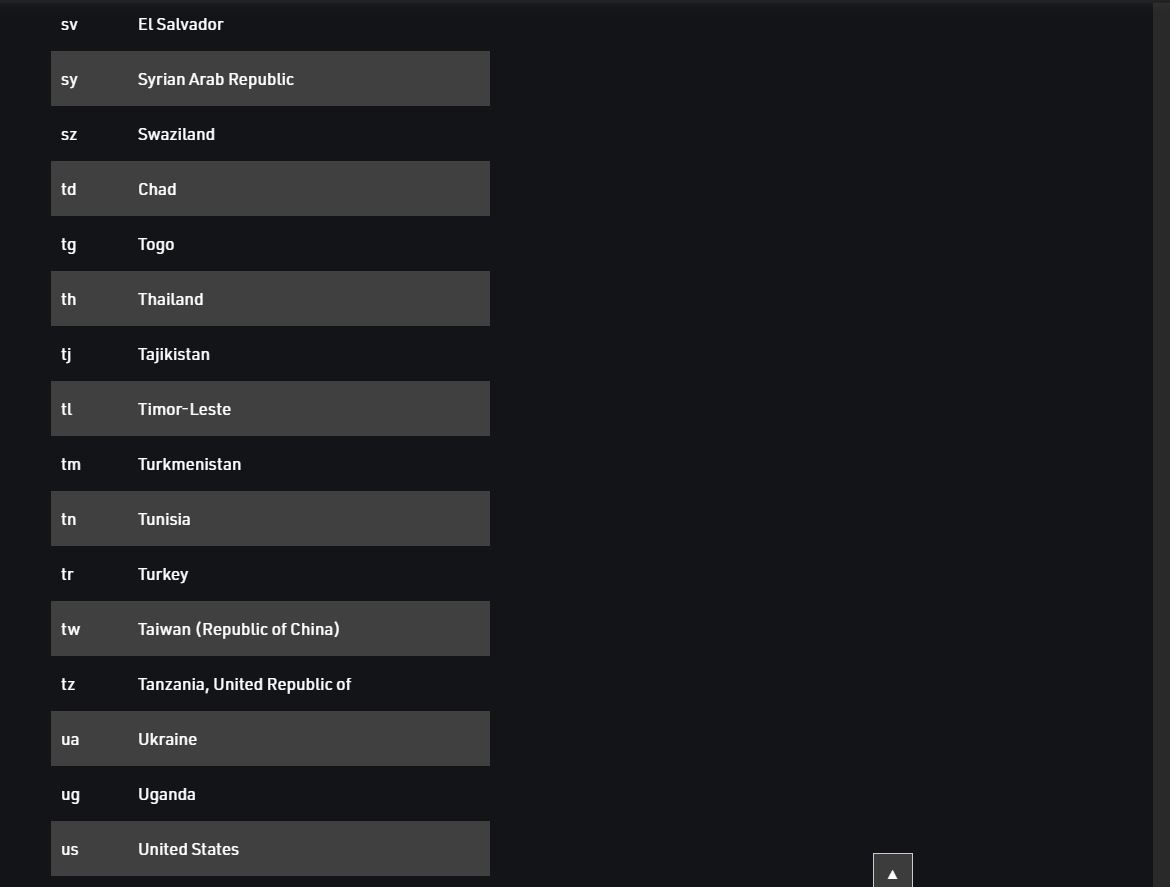 sv El Salvador
sy Syrian Arab Republic
sz Swaziland
td Chad
tg Togo
th Thailand
tj Tajikistan
tl Timor-Leste
tm Turkmenistan
tn Tunisia
tr Turkey
tw Taiwan (Republic of China)
tz Tanzania, United Republic of
ua Ukraine
ug Uganda
us United States
▲